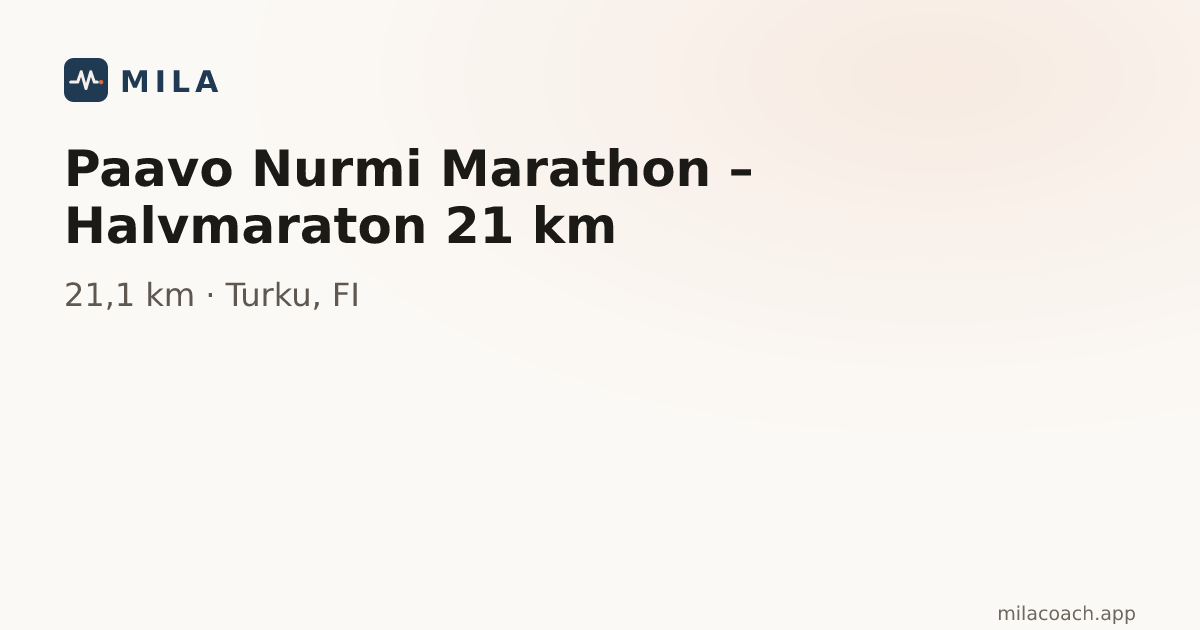 MILA
Paavo Nurmi Marathon –
Halvmaraton 21 km
21,1 km · Turku, FI
milacoach.app